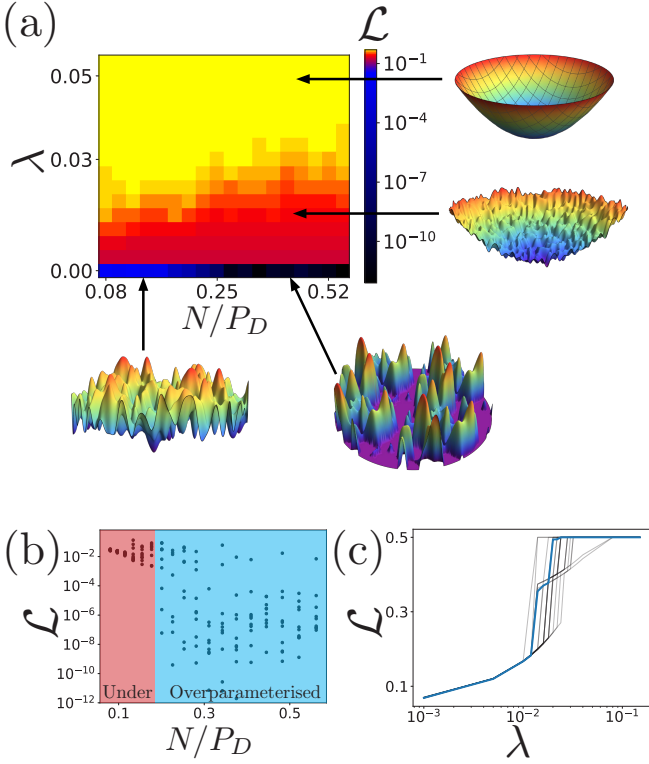 (a)
ℒ
0.05
0.03
0.00
λ
10⁻¹
10⁻⁴
10⁻⁷
10⁻¹⁰
0.08 0.25 0.52
N/P_D
(b)
10⁻²
10⁻⁴
10⁻⁶
10⁻⁸
10⁻¹⁰
10⁻¹²
ℒ
Under Overparameterised
0.1 0.3 0.5
N/P_D
(c)
0.5
0.3
0.1
ℒ
10⁻³ 10⁻² 10⁻¹
λ